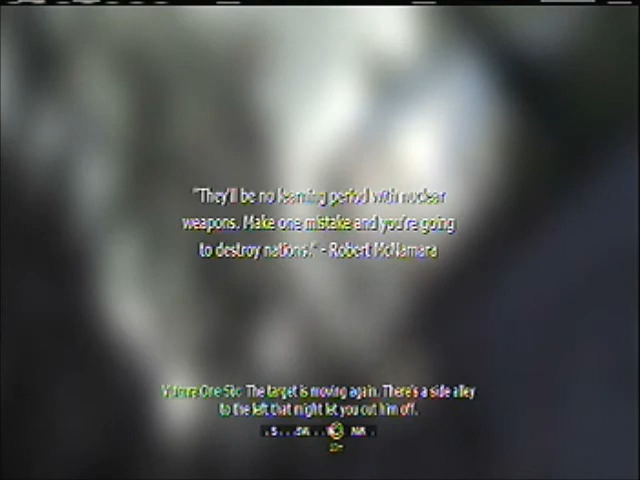 "They'll be no learning period with nuclear
weapons. Make one mistake and you're going
to destroy nations." - Robert McNamara
One Six: The target is moving again. There's a side alley
to the left that might let you cut him off.